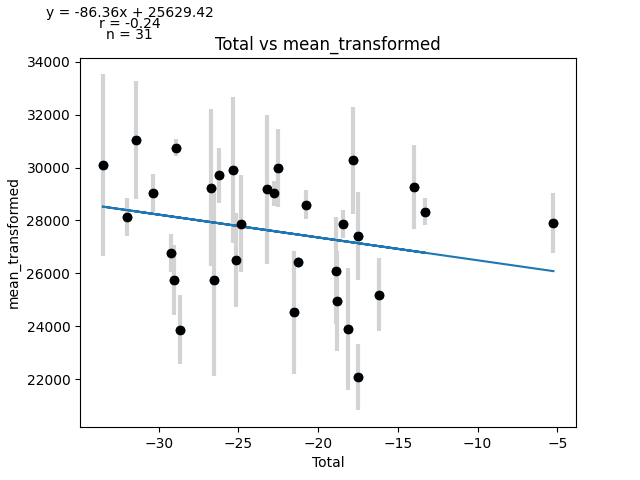 y = -86.36x + 25629.42
r = -0.24
n = 31
Total vs mean_transformed
34000
32000
30000
28000
26000
24000
22000
mean_transformed
−30
−25
−20
−15
−10
−5
Total